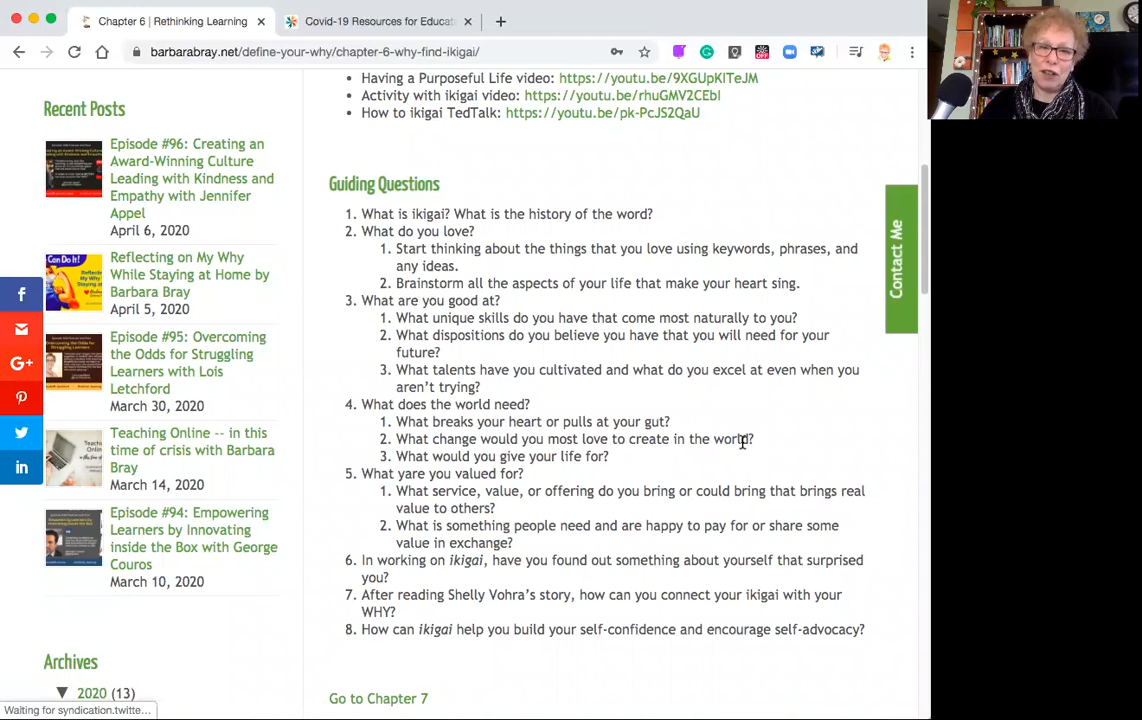 Chapter 6 | Rethinking Learning
Covid-19 Resources for Educat
barbarabray.net/define-your-why/chapter-6-why-find-ikigai/
Recent Posts
Episode #96: Creating an
Award-Winning Culture
Leading with Kindness and
Empathy with Jennifer
Appel
April 6, 2020
Reflecting on My Why
While Staying at Home by
Barbara Bray
April 5, 2020
Episode #95: Overcoming
the Odds for Struggling
Learners with Lois
Letchford
March 30, 2020
Teaching Online -- in this
time of crisis with Barbara
Bray
March 14, 2020
Episode #94: Empowering
Learners by Innovating
inside the Box with George
Couros
March 10, 2020
Archives
▼ 2020 (13)
Waiting for syndication.twitte...
• Having a Purposeful Life video: https://youtu.be/9XGUpKITeJM
• Activity with ikigai video: https://youtu.be/rhuGMV2CEbI
• How to ikigai TedTalk: https://youtu.be/pk-PcJS2QaU
Guiding Questions
1. What is ikigai? What is the history of the word?
2. What do you love?
1. Start thinking about the things that you love using keywords, phrases, and
any ideas.
2. Brainstorm all the aspects of your life that make your heart sing.
3. What are you good at?
1. What unique skills do you have that come most naturally to you?
2. What dispositions do you believe you have that you will need for your
future?
3. What talents have you cultivated and what do you excel at even when you
aren't trying?
4. What does the world need?
1. What breaks your heart or pulls at your gut?
2. What change would you most love to create in the world?
3. What would you give your life for?
5. What yare you valued for?
1. What service, value, or offering do you bring or could bring that brings real
value to others?
2. What is something people need and are happy to pay for or share some
value in exchange?
6. In working on ikigai, have you found out something about yourself that surprised
you?
7. After reading Shelly Vohra's story, how can you connect your ikigai with your
WHY?
8. How can ikigai help you build your self-confidence and encourage self-advocacy?
Go to Chapter 7
Contact Me